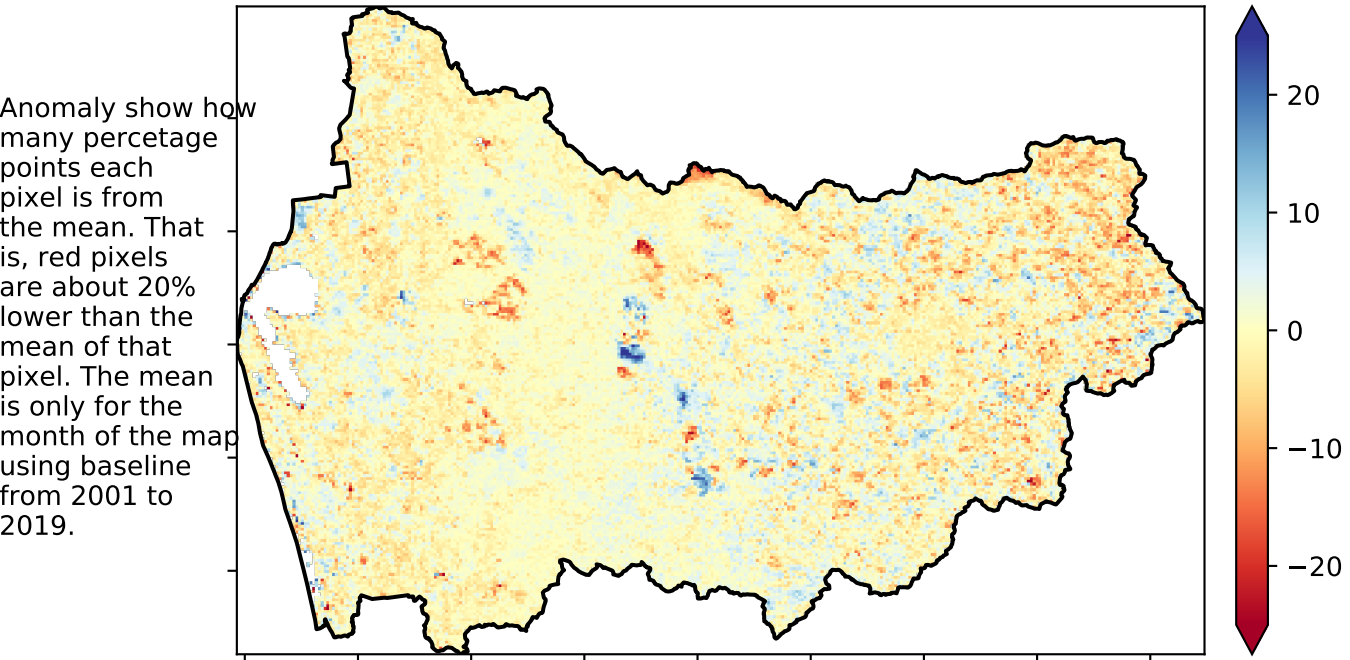 Anomaly show how
many percetage
points each
pixel is from
the mean. That
is, red pixels
are about 20%
lower than the
mean of that
pixel. The mean
is only for the
month of the map
using baseline
from 2001 to
2019.
20
10
0
−10
−20